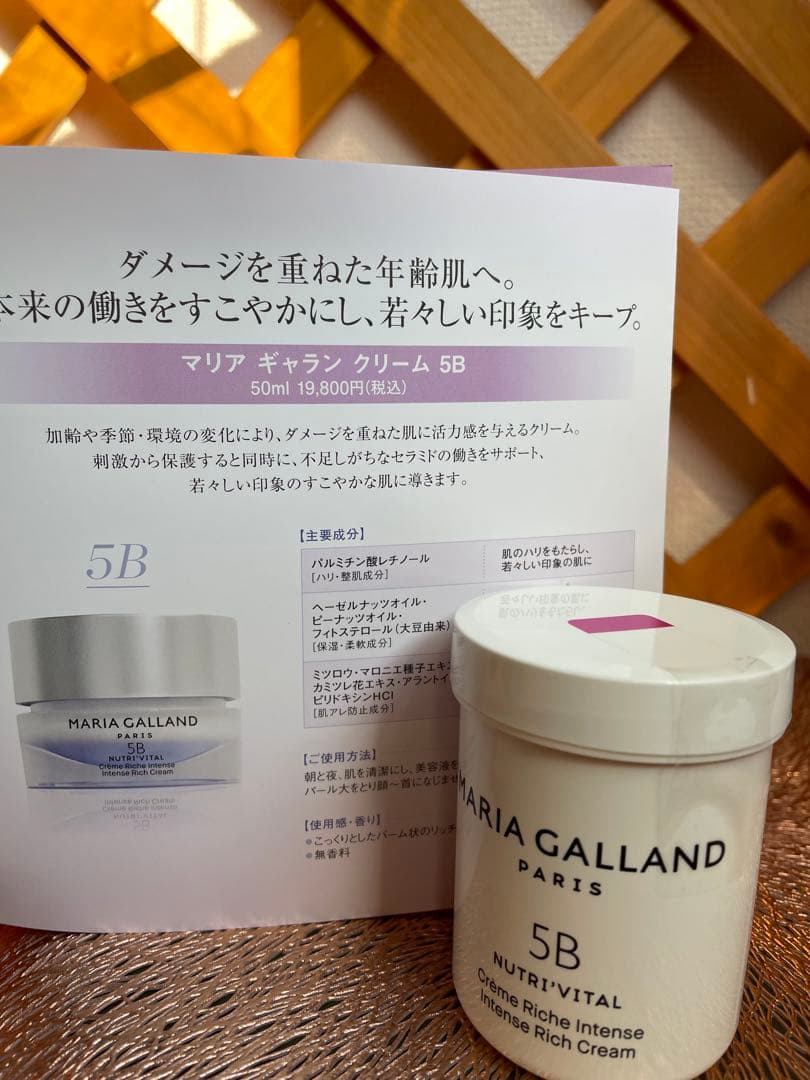 ダメージを重ねた年齢肌へ。
本来の働きをすこやかにし、若々しい印象をキープ。
マリア ギャラン クリーム 5B
50ml 19,800円(税込)
加齢や季節・環境の変化により、ダメージを重ねた肌に活力感を与えるクリーム。
刺激から保護すると同時に、不足しがちなセラミドの働きをサポート、
若々しい印象のすこやかな肌に導きます。
5B
MARIA GALLAND
PARIS
5B
NUTRI'VITAL
Crème Riche Intense
Intense Rich Cream
【主要成分】
パルミチン酸レチノール
[ハリ・整肌成分]
肌のハリをもたらし、
若々しい印象の肌に
ヘーゼルナッツオイル・
ピーナッツオイル・
フィトステロール(大豆由来)
[保湿・柔軟成分]
ミツロウ・マロニエ種子エキス
カミツレ花エキス・アラントイ
ピリドキシンHCI
[肌アレ防止成分]
【ご使用方法】
朝と夜、肌を清潔にし、美容液を
パール大をとり顔～首になじませ
【使用感・香り】
●こっくりとしたバーム状のリッチ
●無香料
MARIA GALLAND
PARIS
5B
NUTRI'VITAL
Crème Riche Intense
Intense Rich Cream